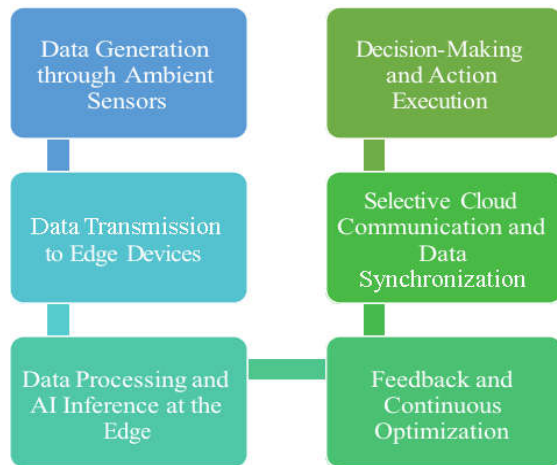 Data Generation
through Ambient
Sensors
Data Transmission
to Edge Devices
Data Processing and
AI Inference at the
Edge
Feedback and
Continuous
Optimization
Selective Cloud
Communication and
Data
Synchronization
Decision-Making
and Action
Execution